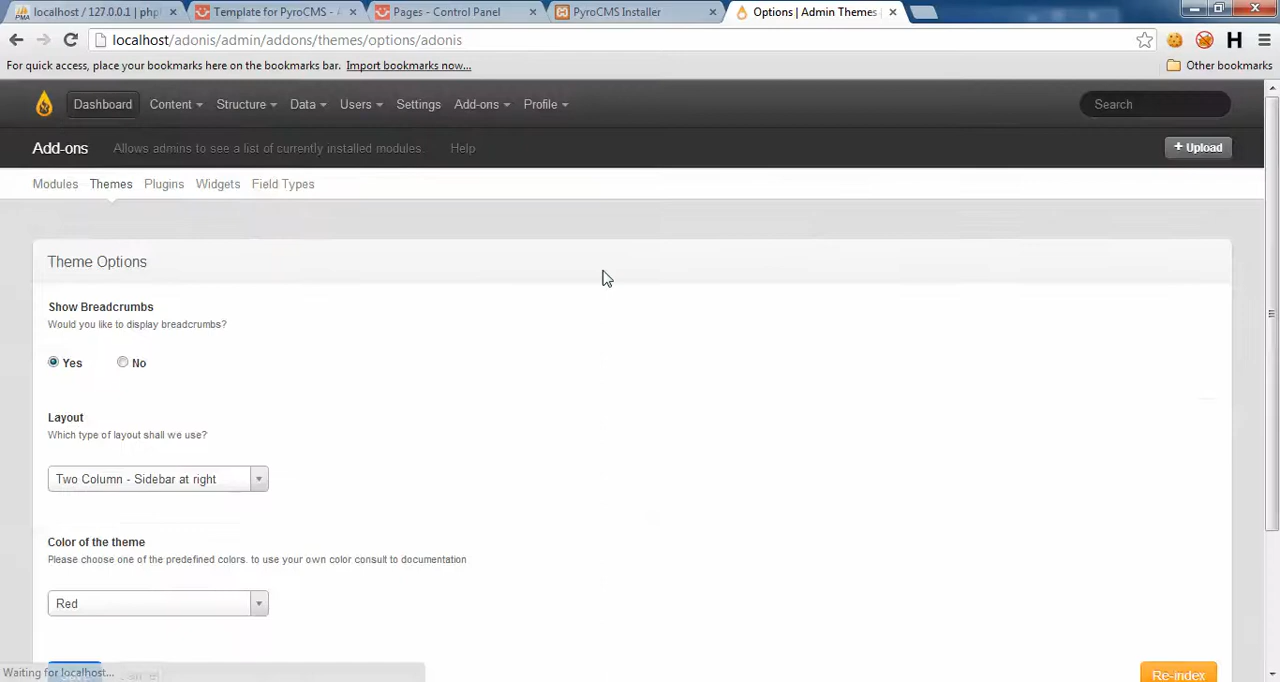 localhost / 127.0.0.1 | php
Template for PyroCMS - A
Pages - Control Panel
PyroCMS Installer
Options | Admin Themes
localhost/adonis/admin/addons/themes/options/adonis
For quick access, place your bookmarks here on the bookmarks bar. Import bookmarks now...
Other bookmarks
Dashboard Content Structure Data Users Settings Add-ons Profile Search
Add-ons Allows admins to see a list of currently installed modules. Help + Upload
Modules Themes Plugins Widgets Field Types
Theme Options
Show Breadcrumbs
Would you like to display breadcrumbs?
Yes No
Layout
Which type of layout shall we use?
Two Column - Sidebar at right
Color of the theme
Please choose one of the predefined colors. to use your own color consult to documentation
Red
Waiting for localhost...
Re-index